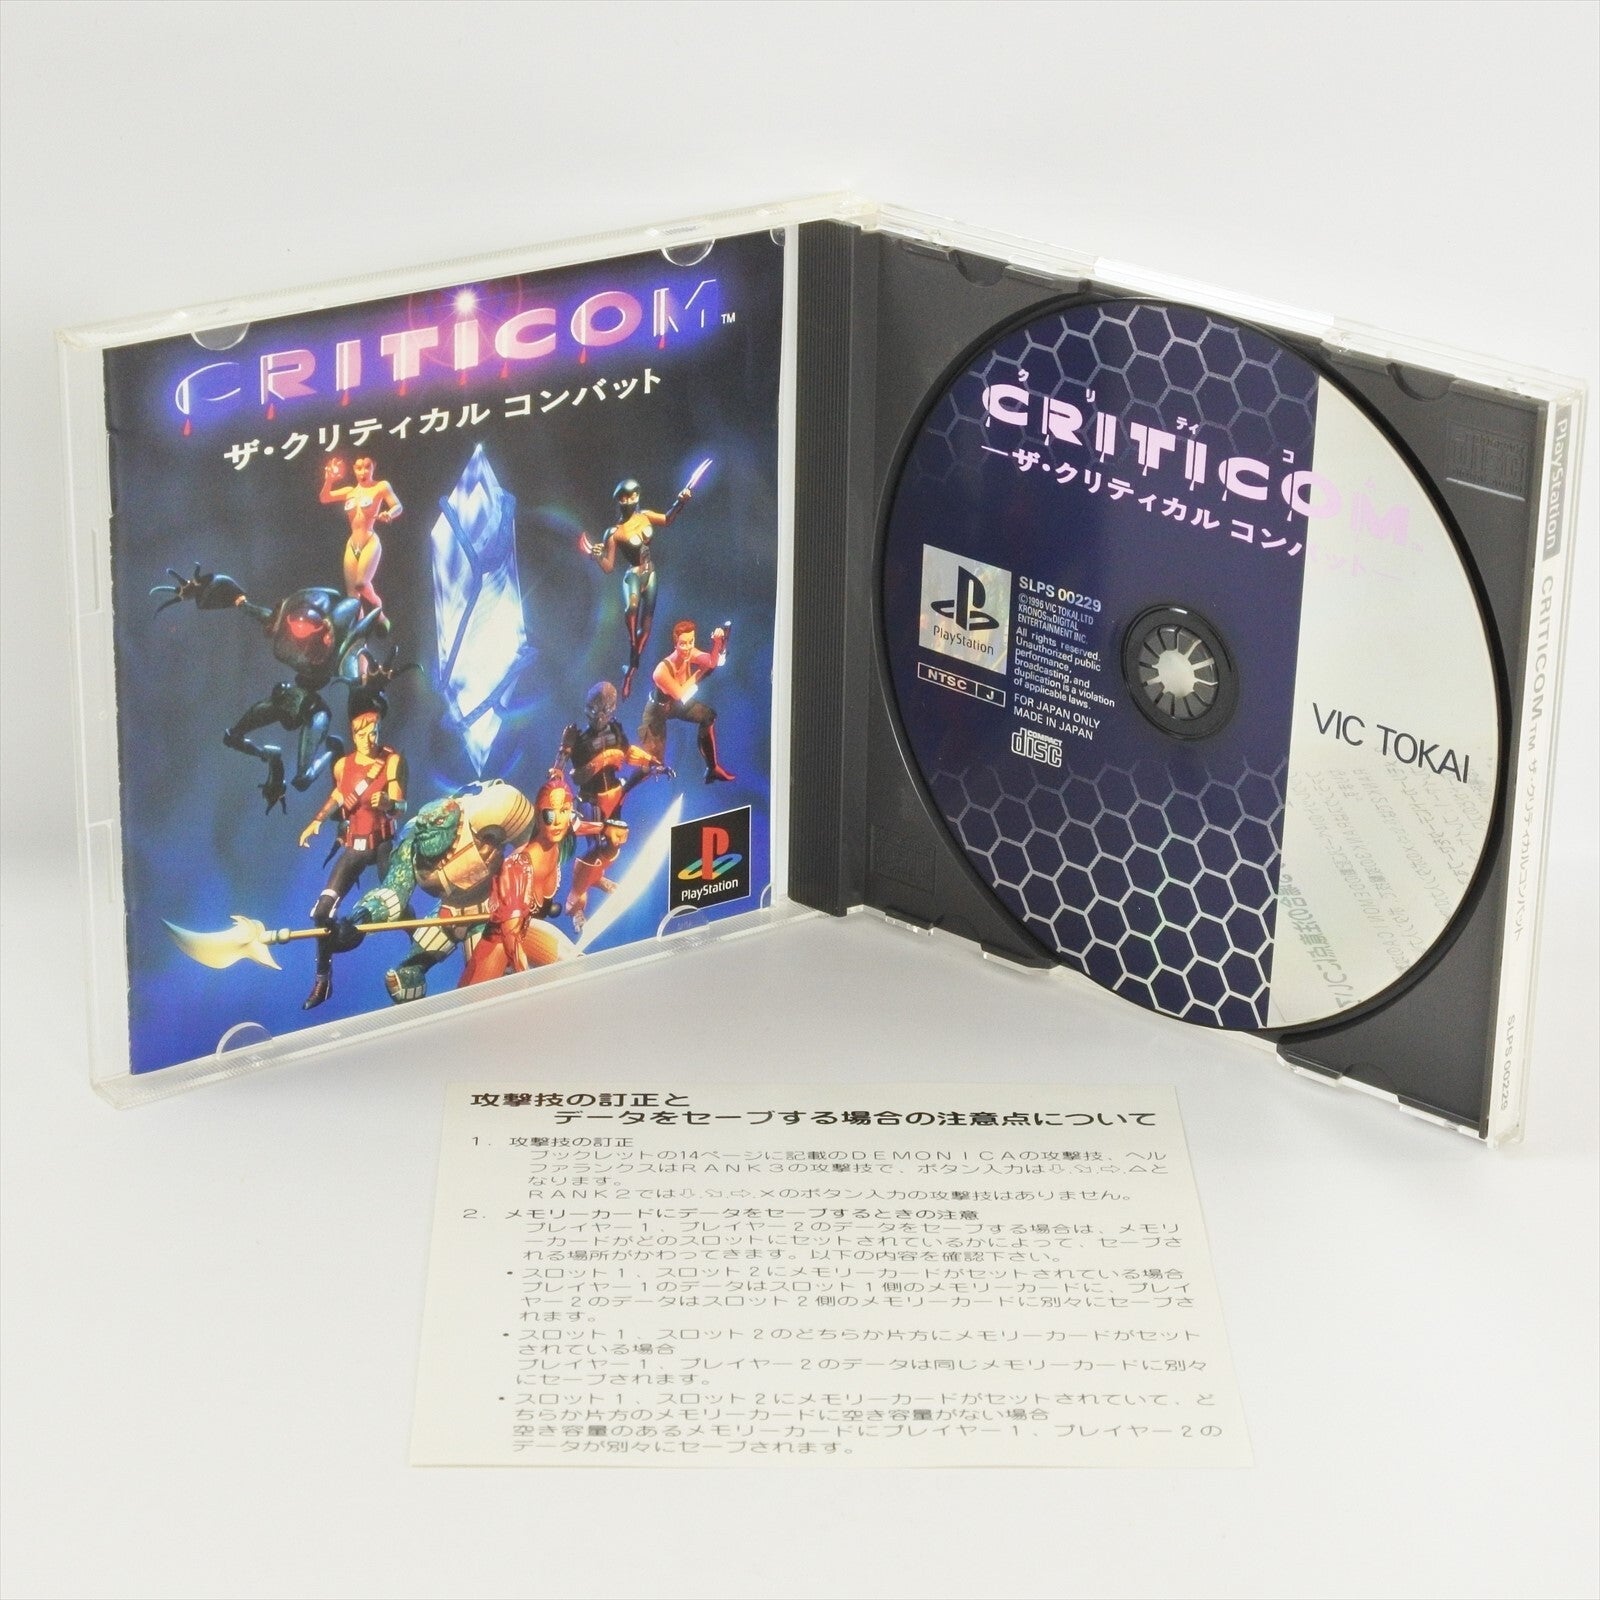 CRITICOM™
ザ・クリティカル コンバット
PlayStation
クリティコ
CRITICOM
―ザ・クリティカル コンバット―
PlayStation
NTSC J
SLPS 00229
©1996 VIC TOKAI, LTD
KRONOS™ DIGITAL
ENTERTAINMENT INC.
All rights reserved.
Unauthorized public
performance,
broadcasting, and
duplication is a violation
of applicable laws.
FOR JAPAN ONLY
MADE IN JAPAN
COMPACT
disc
VIC TOKAI
PlayStation
CRITICOM™ ザ・クリティカルコンバット
SLPS 00229
攻撃技の訂正と
データをセーブする場合の注意点について
1. 攻撃技の訂正
ブックレットの14ページに記載のDEMONICAの攻撃技、ヘル
ファランクスはRANK3の攻撃技で、ボタン入力は⇩,⬂,⇨,△と
なります。
RANK2では⇩,⬂,⇨,×のボタン入力の攻撃技はありません。
2. メモリーカードにデータをセーブするときの注意
プレイヤー1、プレイヤー2のデータをセーブする場合は、メモリ
ーカードがどのスロットにセットされているかによって、セーブさ
れる場所がかわってきます。以下の内容を確認下さい。
・スロット1、スロット2にメモリーカードがセットされている場合
プレイヤー1のデータはスロット1側のメモリーカードに、プレイ
ヤー2のデータはスロット2側のメモリーカードに別々にセーブさ
れます。
・スロット1、スロット2のどちらか片方にメモリーカードがセット
されている場合
プレイヤー1、プレイヤー2のデータは同じメモリーカードに別々
にセーブされます。
・スロット1、スロット2にメモリーカードがセットされていて、ど
ちらか片方のメモリーカードに空き容量がない場合
空き容量のあるメモリーカードにプレイヤー1、プレイヤー2の
データが別々にセーブされます。